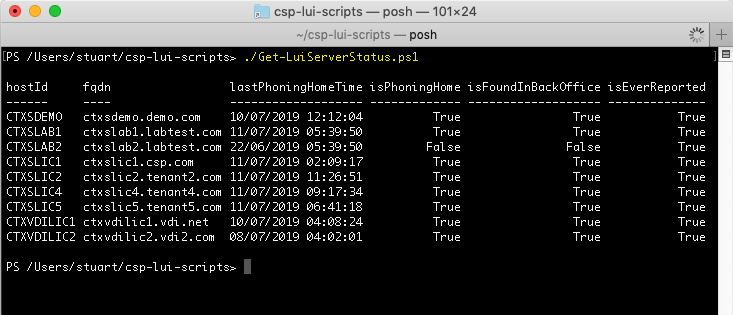 csp-lui-scripts — posh — 101×24
~/csp-lui-scripts — posh
PS /Users/stuart/csp-lui-scripts> ./Get-LuiServerStatus.ps1
hostId fqdn lastPhoningHomeTime isPhoningHome isFoundInBackOffice isEverReported
------ ---- ------------------- ------------- ------------------- --------------
CTXSDEMO ctxsdemo.demo.com 10/07/2019 12:12:04 True True True
CTXSLAB1 ctxslab1.labtest.com 11/07/2019 05:39:50 True True True
CTXSLAB2 ctxslab2.labtest.com 22/06/2019 05:39:50 False False True
CTXSLIC1 ctxslic1.csp.com 11/07/2019 02:09:17 True True True
CTXSLIC2 ctxslic2.tenant2.com 11/07/2019 11:26:51 True True True
CTXSLIC4 ctxslic4.tenant4.com 11/07/2019 09:17:34 True True True
CTXSLIC5 ctxslic5.tenant5.com 11/07/2019 06:41:18 True True True
CTXVDILIC1 ctxvdilic1.vdi.net 10/07/2019 04:08:24 True True True
CTXVDILIC2 ctxvdilic2.vdi2.com 08/07/2019 04:02:01 True True True
PS /Users/stuart/csp-lui-scripts>